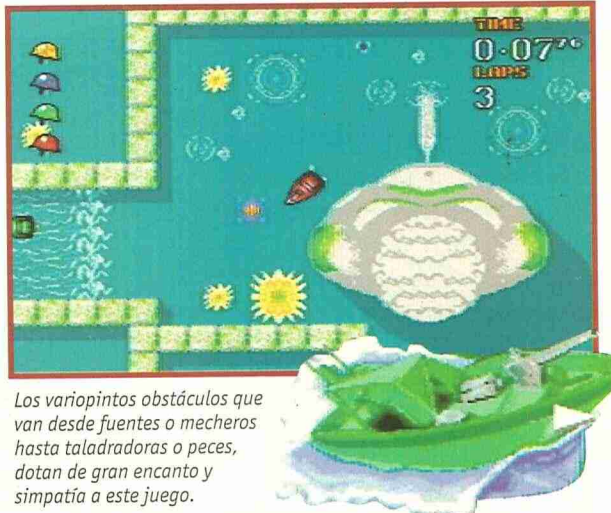 TIME
0·07"76
LAPS
3
Los variopintos obstáculos que
van desde fuentes o mecheros
hasta taladradoras o peces,
dotan de gran encanto y
simpatía a este juego.